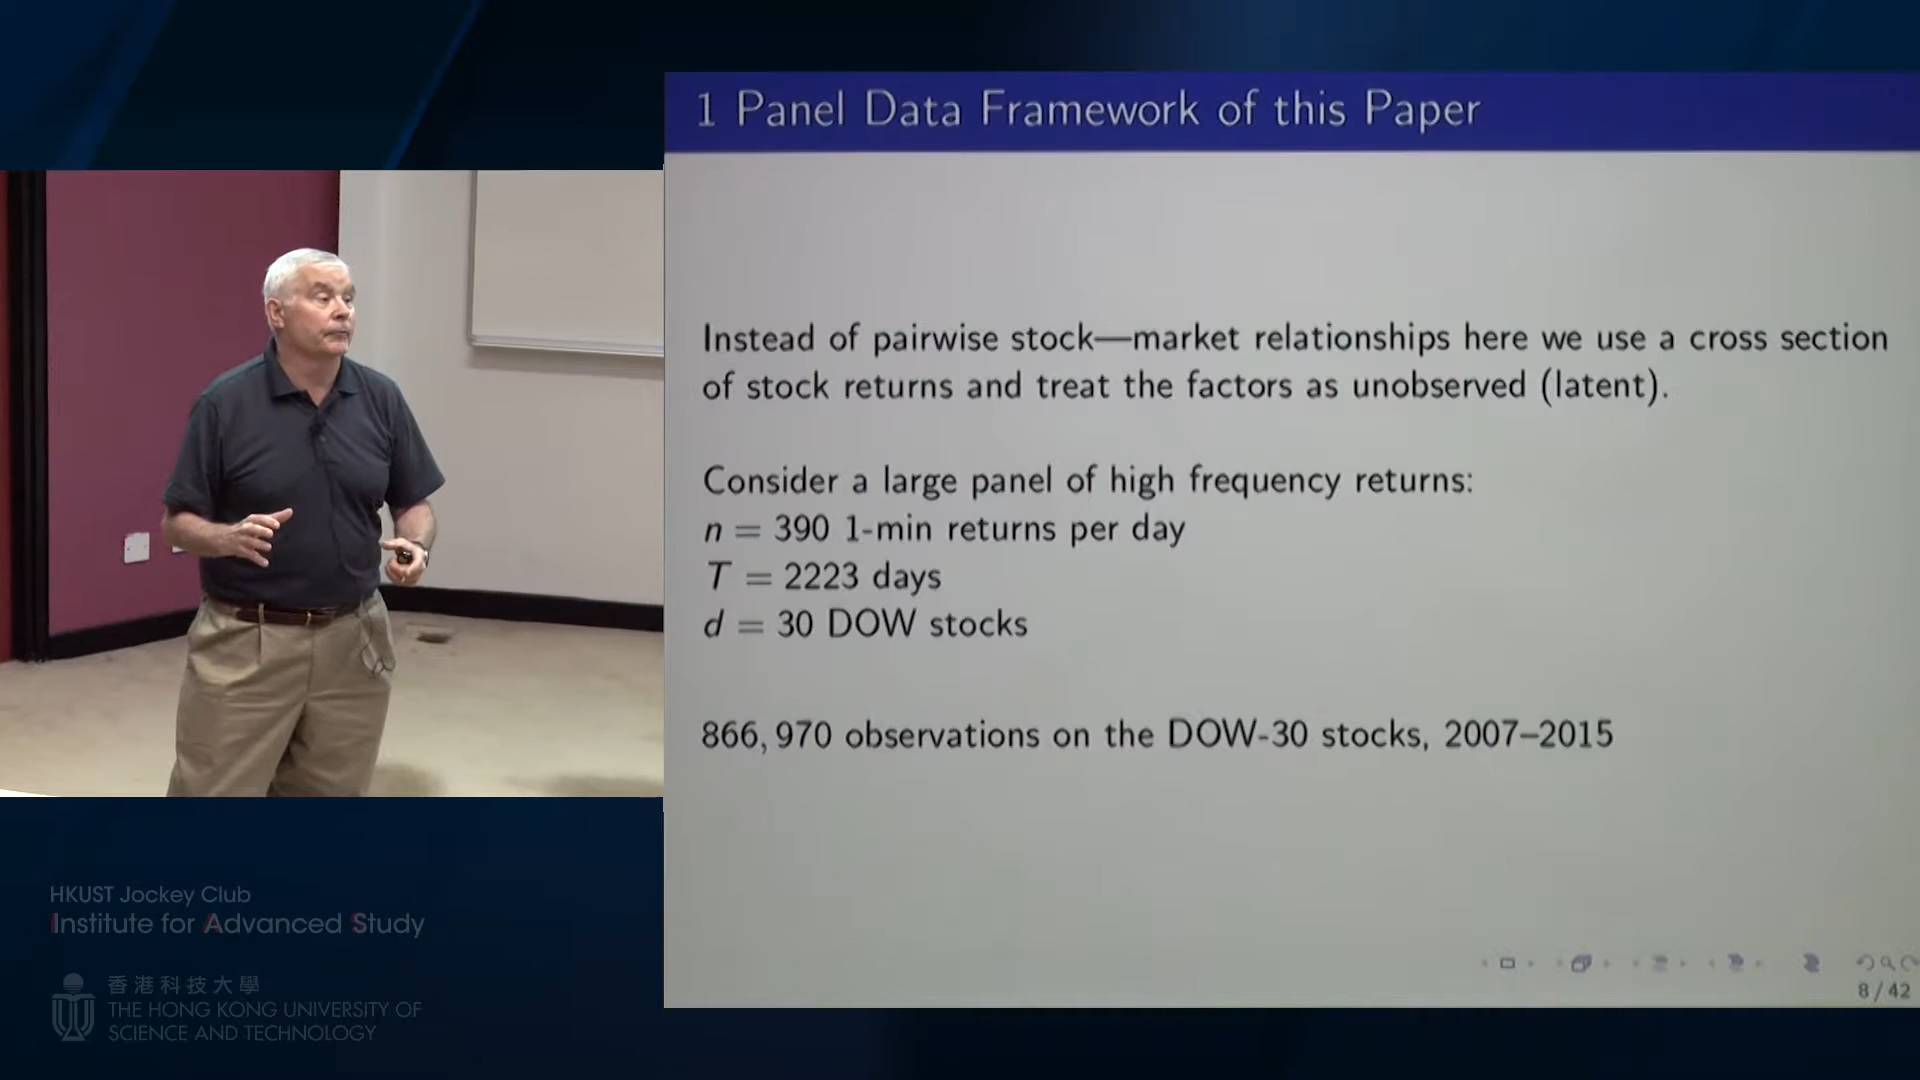 1 Panel Data Framework of this Paper
Instead of pairwise stock—market relationships here we use a cross section
of stock returns and treat the factors as unobserved (latent).
Consider a large panel of high frequency returns:
n = 390 1-min returns per day
T = 2223 days
d = 30 DOW stocks
866, 970 observations on the DOW-30 stocks, 2007–2015
8 / 42
HKUST Jockey Club
Institute for Advanced Study
香港科技大學
THE HONG KONG UNIVERSITY OF
SCIENCE AND TECHNOLOGY